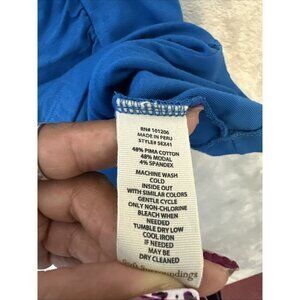 RN# 101206
MADE IN PERU
STYLE# 5EX41
48% PIMA COTTON
48% MODAL
4% SPANDEX
MACHINE WASH
COLD
INSIDE OUT
WITH SIMILAR COLORS
GENTLE CYCLE
ONLY NON-CHLORINE
BLEACH WHEN
NEEDED
TUMBLE DRY LOW
COOL IRON
IF NEEDED
MAY BE
DRY CLEANED
Surroundings